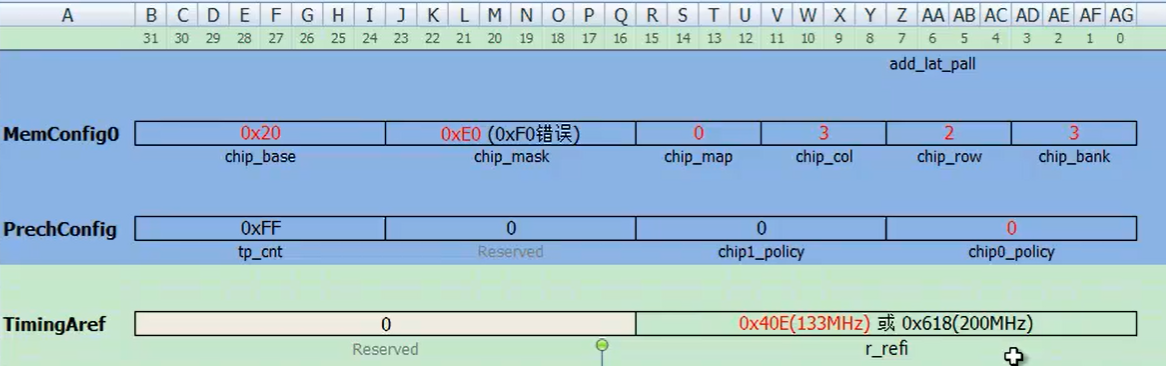 A B C D E F G H I J K L M N O P Q R S T U V W X Y Z AA AB AC AD AE AF AG
31 30 29 28 27 26 25 24 23 22 21 20 19 18 17 16 15 14 13 12 11 10 9 8 7 6 5 4 3 2 1 0
add_lat_pall
MemConfig0 0x20 0xE0 (0xF0错误) 0 3 2 3
chip_base chip_mask chip_map chip_col chip_row chip_bank
PrechConfig 0xFF 0 0 0
tp_cnt Reserved chip1_policy chip0_policy
TimingAref 0 0x40E(133MHz) 或 0x618(200MHz)
Reserved r_refi